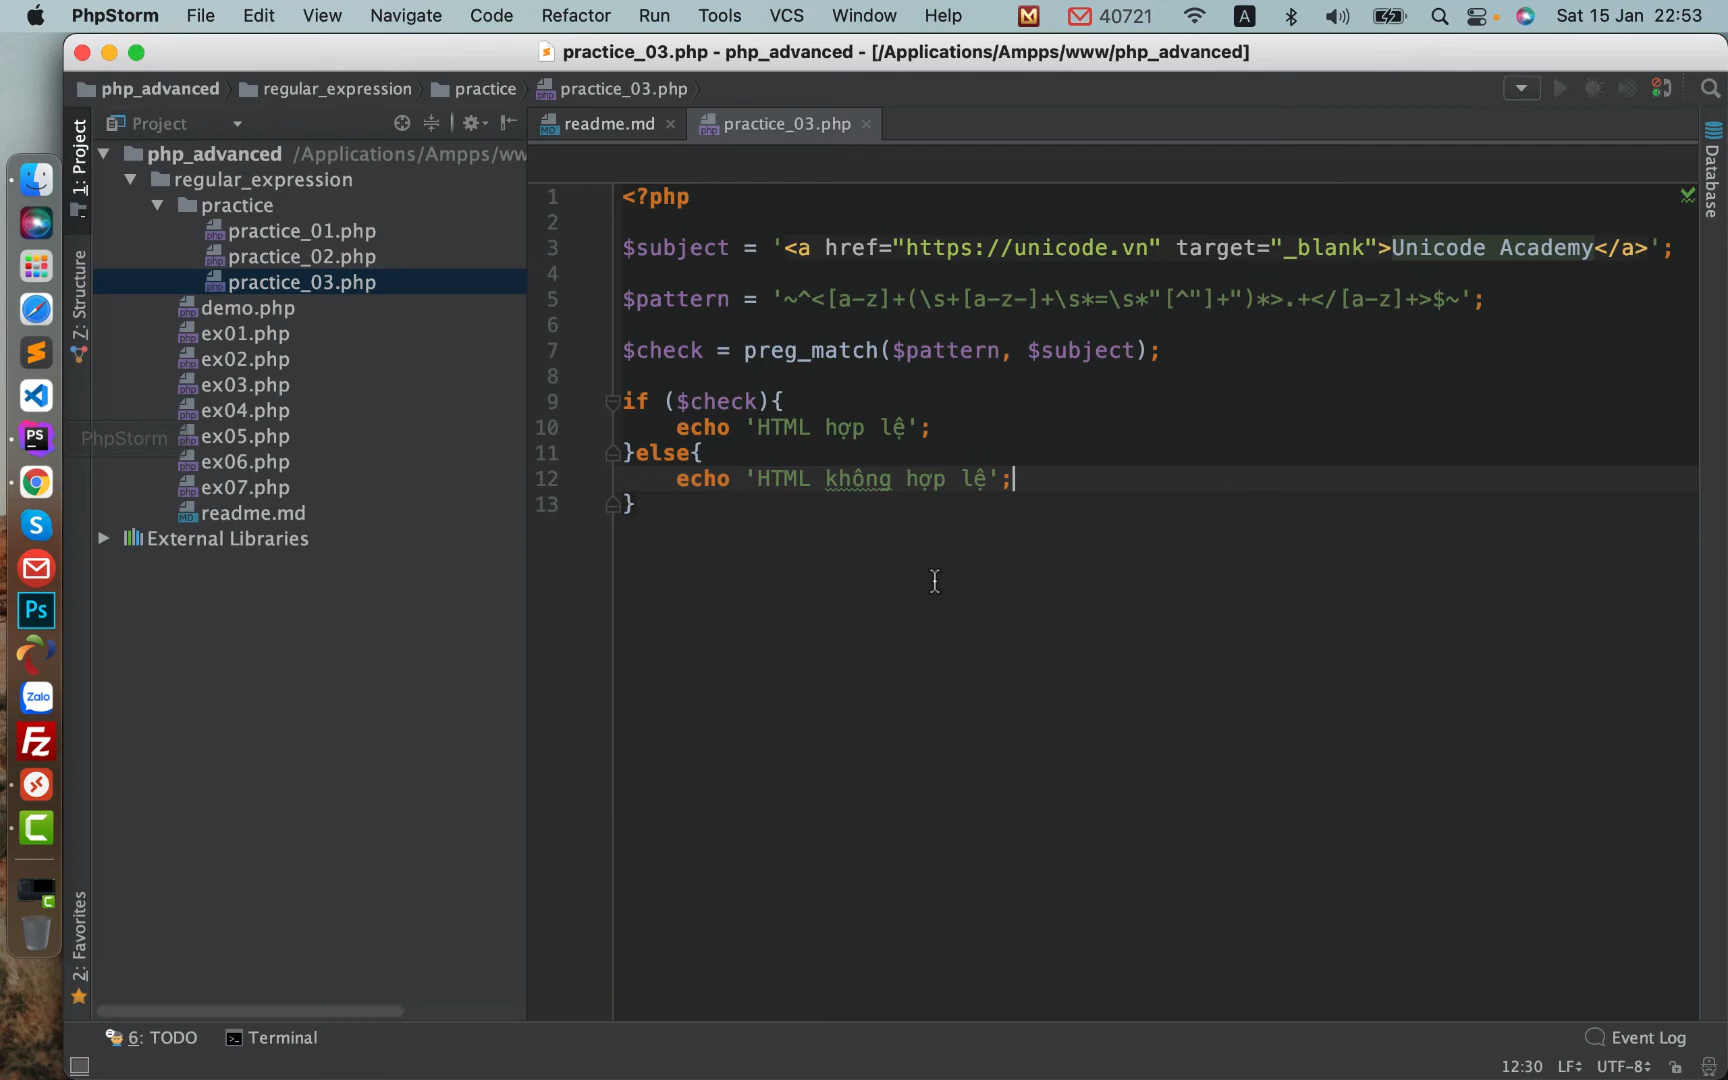 PhpStorm File Edit View Navigate Code Refactor Run Tools VCS Window Help 40721 A Sat 15 Jan 22:53
practice_03.php - php_advanced - [/Applications/Ampps/www/php_advanced]
php_advanced regular_expression practice practice_03.php
Project readme.md practice_03.php
1: Project
Z: Structure
2: Favorites
Database
php_advanced /Applications/Ampps/ww
regular_expression
practice
practice_01.php
practice_02.php
practice_03.php
demo.php
ex01.php
ex02.php
ex03.php
ex04.php
ex05.php
ex06.php
ex07.php
readme.md
External Libraries
PhpStorm
PS
Ps
Zalo
Fz
1 <?php
2
3 $subject = '<a href="https://unicode.vn" target="_blank">Unicode Academy</a>';
4
5 $pattern = '~^<[a-z]+(\s+[a-z-]+\s*=\s*"[^"]+")*>.+</[a-z]+>$~';
6
7 $check = preg_match($pattern, $subject);
8
9 if ($check){
10 echo 'HTML hợp lệ';
11 }else{
12 echo 'HTML không hợp lệ';
13 }
6: TODO Terminal Event Log
12:30 LF UTF-8